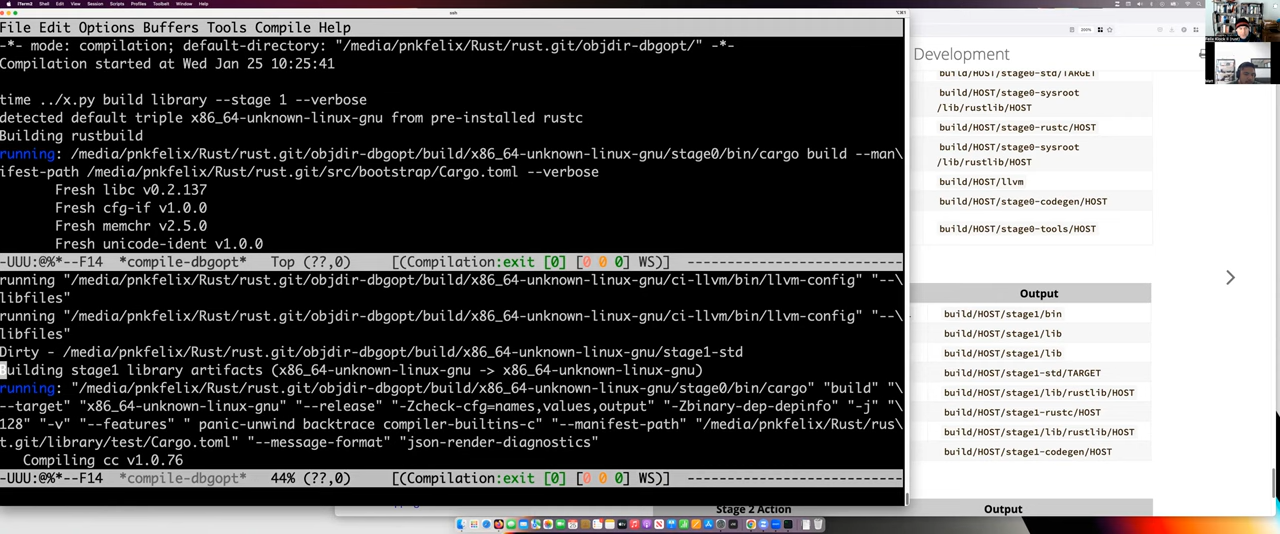 iTerm2 Shell Edit View Session Scripts Profiles Toolbelt Window Help
ssh
File Edit Options Buffers Tools Compile Help
-*- mode: compilation; default-directory: "/media/pnkfelix/Rust/rust.git/objdir-dbgopt/" -*-
Compilation started at Wed Jan 25 10:25:41
time ../x.py build library --stage 1 --verbose
detected default triple x86_64-unknown-linux-gnu from pre-installed rustc
Building rustbuild
running: /media/pnkfelix/Rust/rust.git/objdir-dbgopt/build/x86_64-unknown-linux-gnu/stage0/bin/cargo build --man\
ifest-path /media/pnkfelix/Rust/rust.git/src/bootstrap/Cargo.toml --verbose
Fresh libc v0.2.137
Fresh cfg-if v1.0.0
Fresh memchr v2.5.0
Fresh unicode-ident v1.0.0
-UUU:@%*--F14 *compile-dbgopt* Top (??,0) [(Compilation:exit [0] [0 0 0] WS)] ------------------------
running "/media/pnkfelix/Rust/rust.git/objdir-dbgopt/build/x86_64-unknown-linux-gnu/ci-llvm/bin/llvm-config" "--\
libfiles"
running "/media/pnkfelix/Rust/rust.git/objdir-dbgopt/build/x86_64-unknown-linux-gnu/ci-llvm/bin/llvm-config" "--\
libfiles"
Dirty - /media/pnkfelix/Rust/rust.git/objdir-dbgopt/build/x86_64-unknown-linux-gnu/stage1-std
Building stage1 library artifacts (x86_64-unknown-linux-gnu -> x86_64-unknown-linux-gnu)
running: "/media/pnkfelix/Rust/rust.git/objdir-dbgopt/build/x86_64-unknown-linux-gnu/stage0/bin/cargo" "build" "\
--target" "x86_64-unknown-linux-gnu" "--release" "-Zcheck-cfg=names,values,output" "-Zbinary-dep-depinfo" "-j" "\
128" "-v" "--features" " panic-unwind backtrace compiler-builtins-c" "--manifest-path" "/media/pnkfelix/Rust/rus\
t.git/library/test/Cargo.toml" "--message-format" "json-render-diagnostics"
Compiling cc v1.0.76
-UUU:@%*--F14 *compile-dbgopt* 44% (??,0) [(Compilation:exit [0] [0 0 0] WS)] ------------------------
200%
Development
build/HOST/stage0-std/TARGET
build/HOST/stage0-sysroot
/lib/rustlib/HOST
build/HOST/stage0-rustc/HOST
build/HOST/stage0-sysroot
/lib/rustlib/HOST
build/HOST/llvm
build/HOST/stage0-codegen/HOST
build/HOST/stage0-tools/HOST
Output
build/HOST/stage1/bin
build/HOST/stage1/lib
build/HOST/stage1/lib
build/HOST/stage1-std/TARGET
build/HOST/stage1/lib/rustlib/HOST
build/HOST/stage1-rustc/HOST
build/HOST/stage1/lib/rustlib/HOST
build/HOST/stage1-codegen/HOST
Stage 2 Action Output